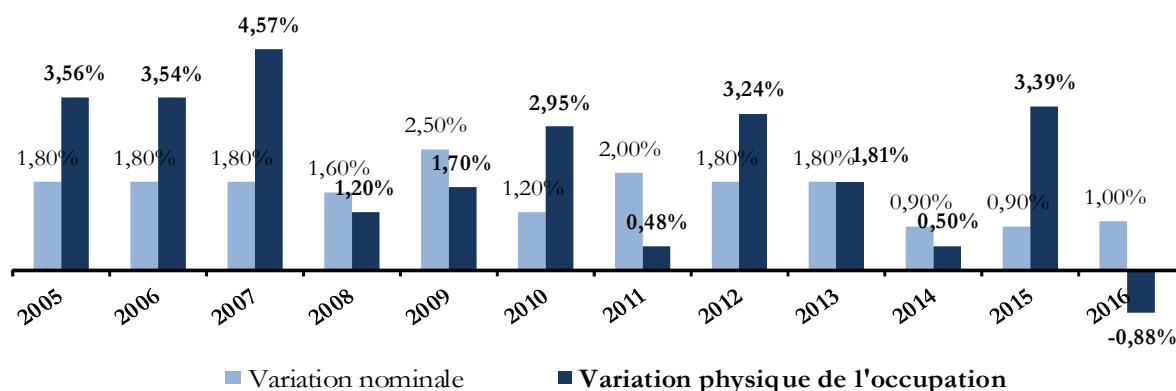 4,57%
3,56% 3,54% 3,39%
3,24%
2,95%
2,50%
2,00%
1,80% 1,80% 1,80% 1,60% 1,70% 1,80% 1,80% 1,81%
1,20% 1,20% 0,48% 0,90% 0,50% 0,90% 1,00%
2005 2006 2007 2008 2009 2010 2011 2012 2013 2014 2015 2016
-0,88%
Variation nominale Variation physique de l'occupation